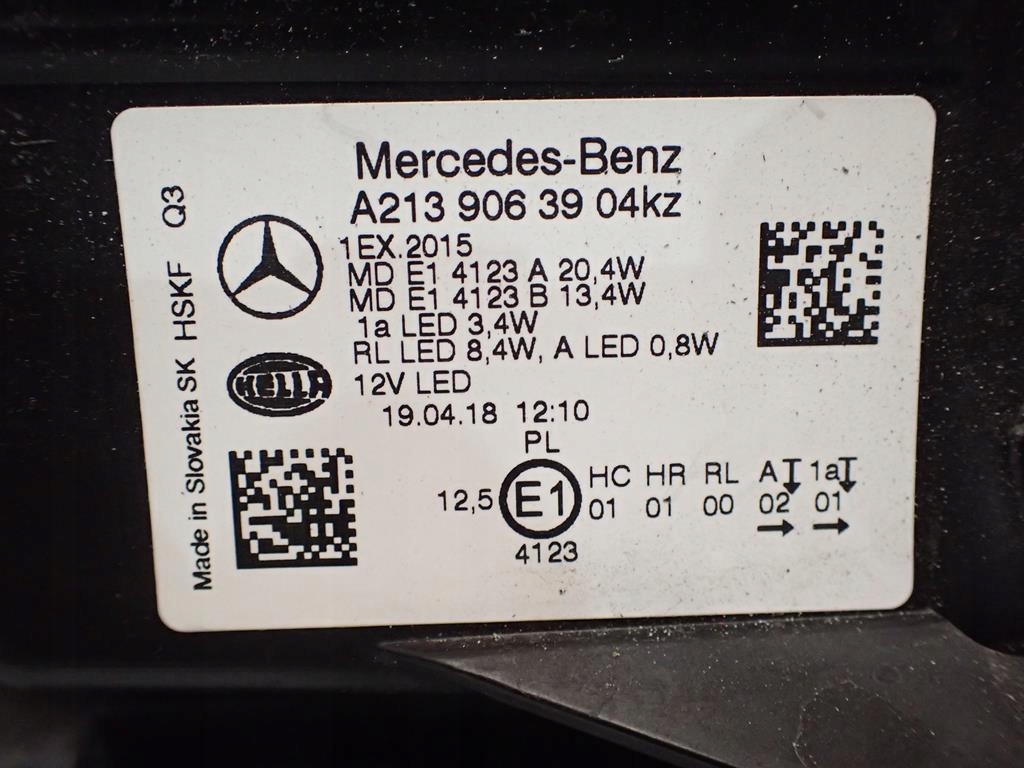 Mercedes-Benz
A213 906 39 04kz
1EX.2015
MD E1 4123 A 20,4W
MD E1 4123 B 13,4W
1a LED 3,4W
RL LED 8,4W, A LED 0,8W
12V LED
19.04.18 12:10
PL
HC HR RL A 1a
12,5 E1 01 01 00 02 01
4123
HELLA
Made in Slovakia SK HSKF Q3